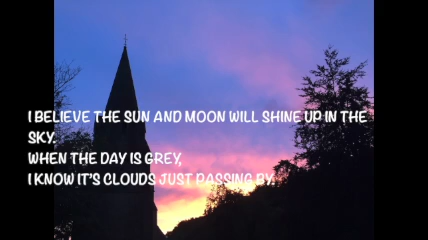 I BELIEVE THE SUN AND MOON WILL SHINE UP IN THE
SKY.
WHEN THE DAY IS GREY,
I KNOW IT'S CLOUDS JUST PASSING BY.